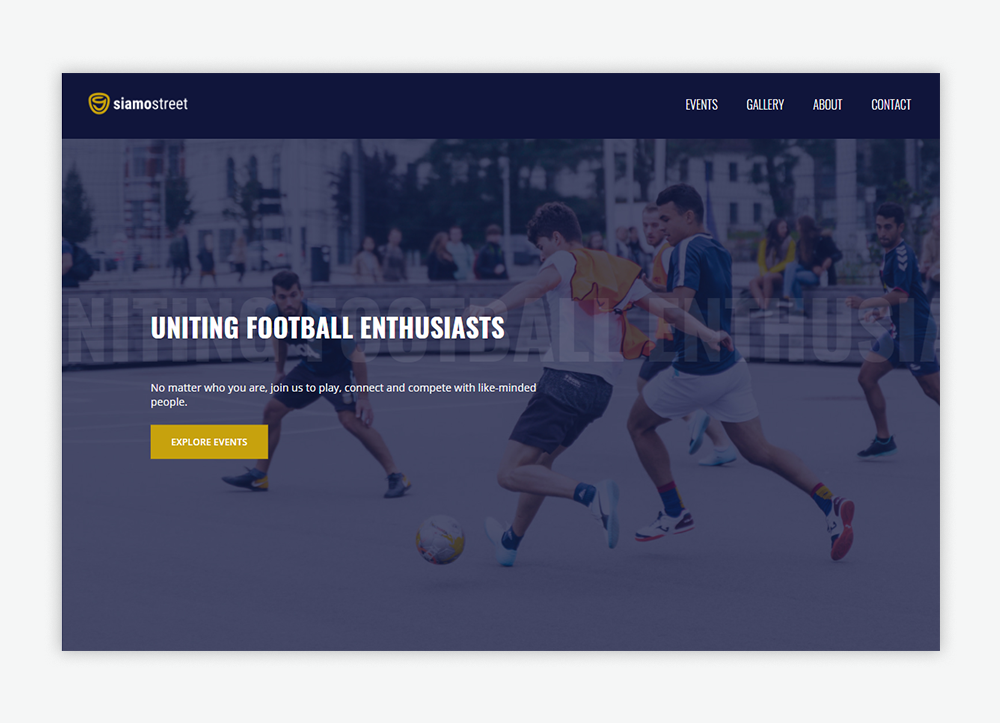 siamostreet
EVENTS GALLERY ABOUT CONTACT
NITING FOOTBALL ENTHUSIA
UNITING FOOTBALL ENTHUSIASTS
No matter who you are, join us to play, connect and compete with like-minded
people.
EXPLORE EVENTS